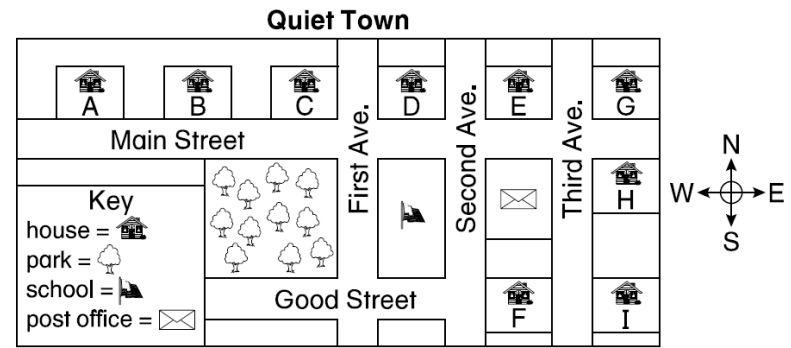 Quiet Town
A B C D E G
Main Street
First Ave.
Second Ave.
Third Ave.
N
W E
S
H
Key
house =
park =
school =
post office =
Good Street
F I